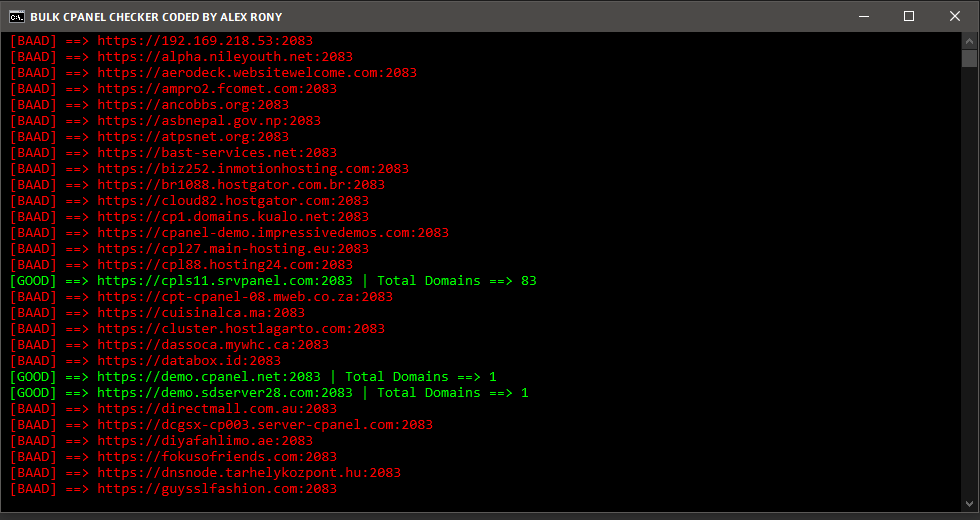 BULK CPANEL CHECKER CODED BY ALEX RONY
[BAAD] ==> https://192.169.218.53:2083
[BAAD] ==> https://alpha.nileyouth.net:2083
[BAAD] ==> https://aerodeck.websitewelcome.com:2083
[BAAD] ==> https://ampro2.fcomet.com:2083
[BAAD] ==> https://ancobbs.org:2083
[BAAD] ==> https://asbnepal.gov.np:2083
[BAAD] ==> https://atpsnet.org:2083
[BAAD] ==> https://bast-services.net:2083
[BAAD] ==> https://biz252.inmotionhosting.com:2083
[BAAD] ==> https://br1088.hostgator.com.br:2083
[BAAD] ==> https://cloud82.hostgator.com:2083
[BAAD] ==> https://cp1.domains.kualo.net:2083
[BAAD] ==> https://cpanel-demo.impressivedemos.com:2083
[BAAD] ==> https://cpl27.main-hosting.eu:2083
[BAAD] ==> https://cpl88.hosting24.com:2083
[GOOD] ==> https://cpls11.srvpanel.com:2083 | Total Domains ==> 83
[BAAD] ==> https://cpt-cpanel-08.mweb.co.za:2083
[BAAD] ==> https://cuisinalca.ma:2083
[BAAD] ==> https://cluster.hostlagarto.com:2083
[BAAD] ==> https://dassoca.mywhc.ca:2083
[BAAD] ==> https://databox.id:2083
[GOOD] ==> https://demo.cpanel.net:2083 | Total Domains ==> 1
[GOOD] ==> https://demo.sdserver28.com:2083 | Total Domains ==> 1
[BAAD] ==> https://directmall.com.au:2083
[BAAD] ==> https://dcgsx-cp003.server-cpanel.com:2083
[BAAD] ==> https://diyafahlimo.ae:2083
[BAAD] ==> https://fokusofriends.com:2083
[BAAD] ==> https://dnsnode.tarhelykozpont.hu:2083
[BAAD] ==> https://guysslfashion.com:2083